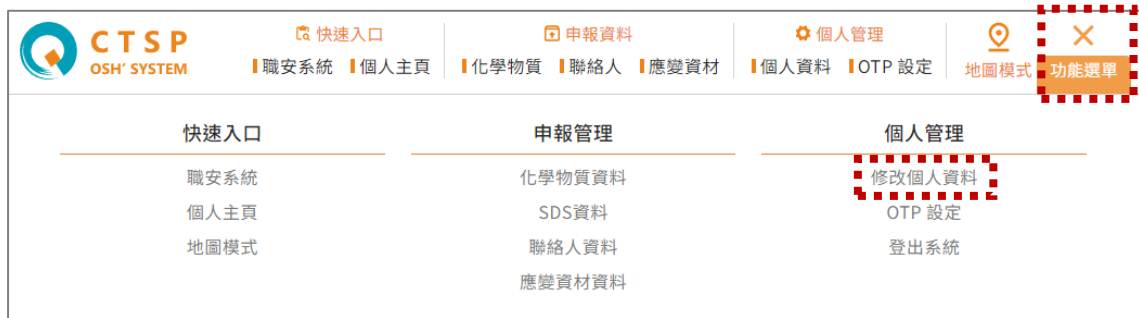 CTSP
OSH' SYSTEM
快速入口
職安系統 個人主頁
申報資料
化學物質 聯絡人 應變資材
個人管理
個人資料 OTP 設定
地圖模式
功能選單
快速入口
職安系統
個人主頁
地圖模式
申報管理
化學物質資料
SDS資料
聯絡人資料
應變資材資料
個人管理
修改個人資料
OTP 設定
登出系統